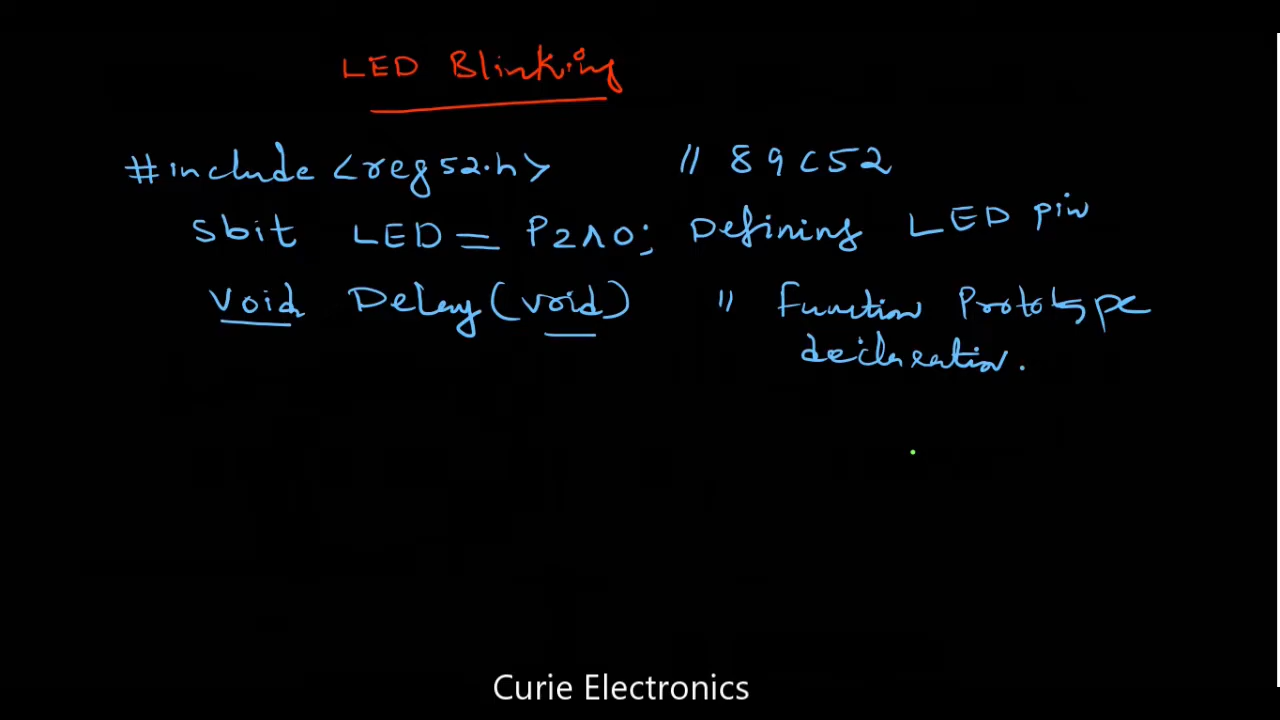 LED Blinking
#include <reg52.h> // 89C52
sbit LED = P2^0; Defining LED pin
void Delay(void) // Function Prototype
declaration.
Curie Electronics